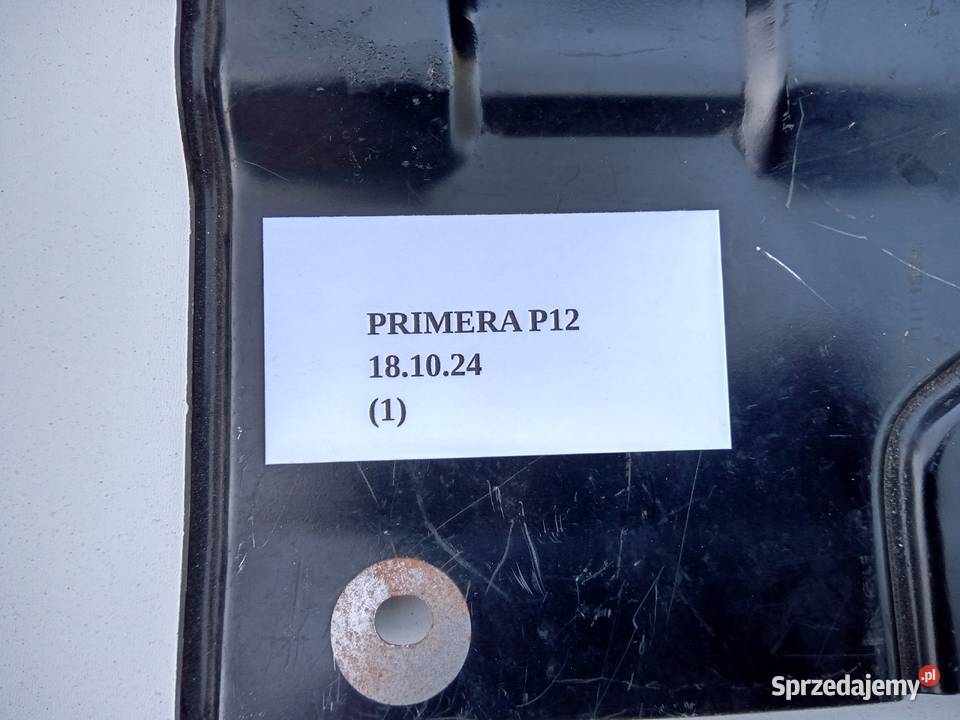 PRIMERA P12
18.10.24
(1)
Sprzedajemy.pl